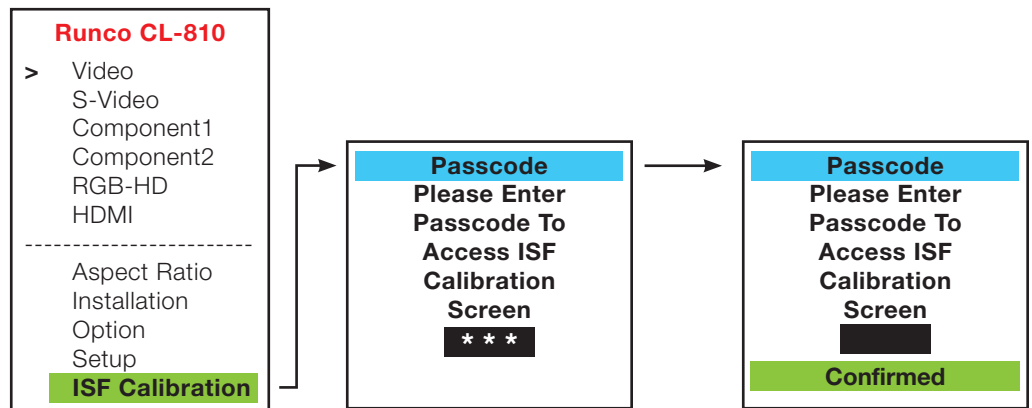 Runco CL-810
> Video
S-Video
Component1
Component2
RGB-HD
HDMI
-------------------------
Aspect Ratio
Installation
Option
Setup
ISF Calibration
Passcode
Please Enter
Passcode To
Access ISF
Calibration
Screen
* * *
Passcode
Please Enter
Passcode To
Access ISF
Calibration
Screen
Confirmed